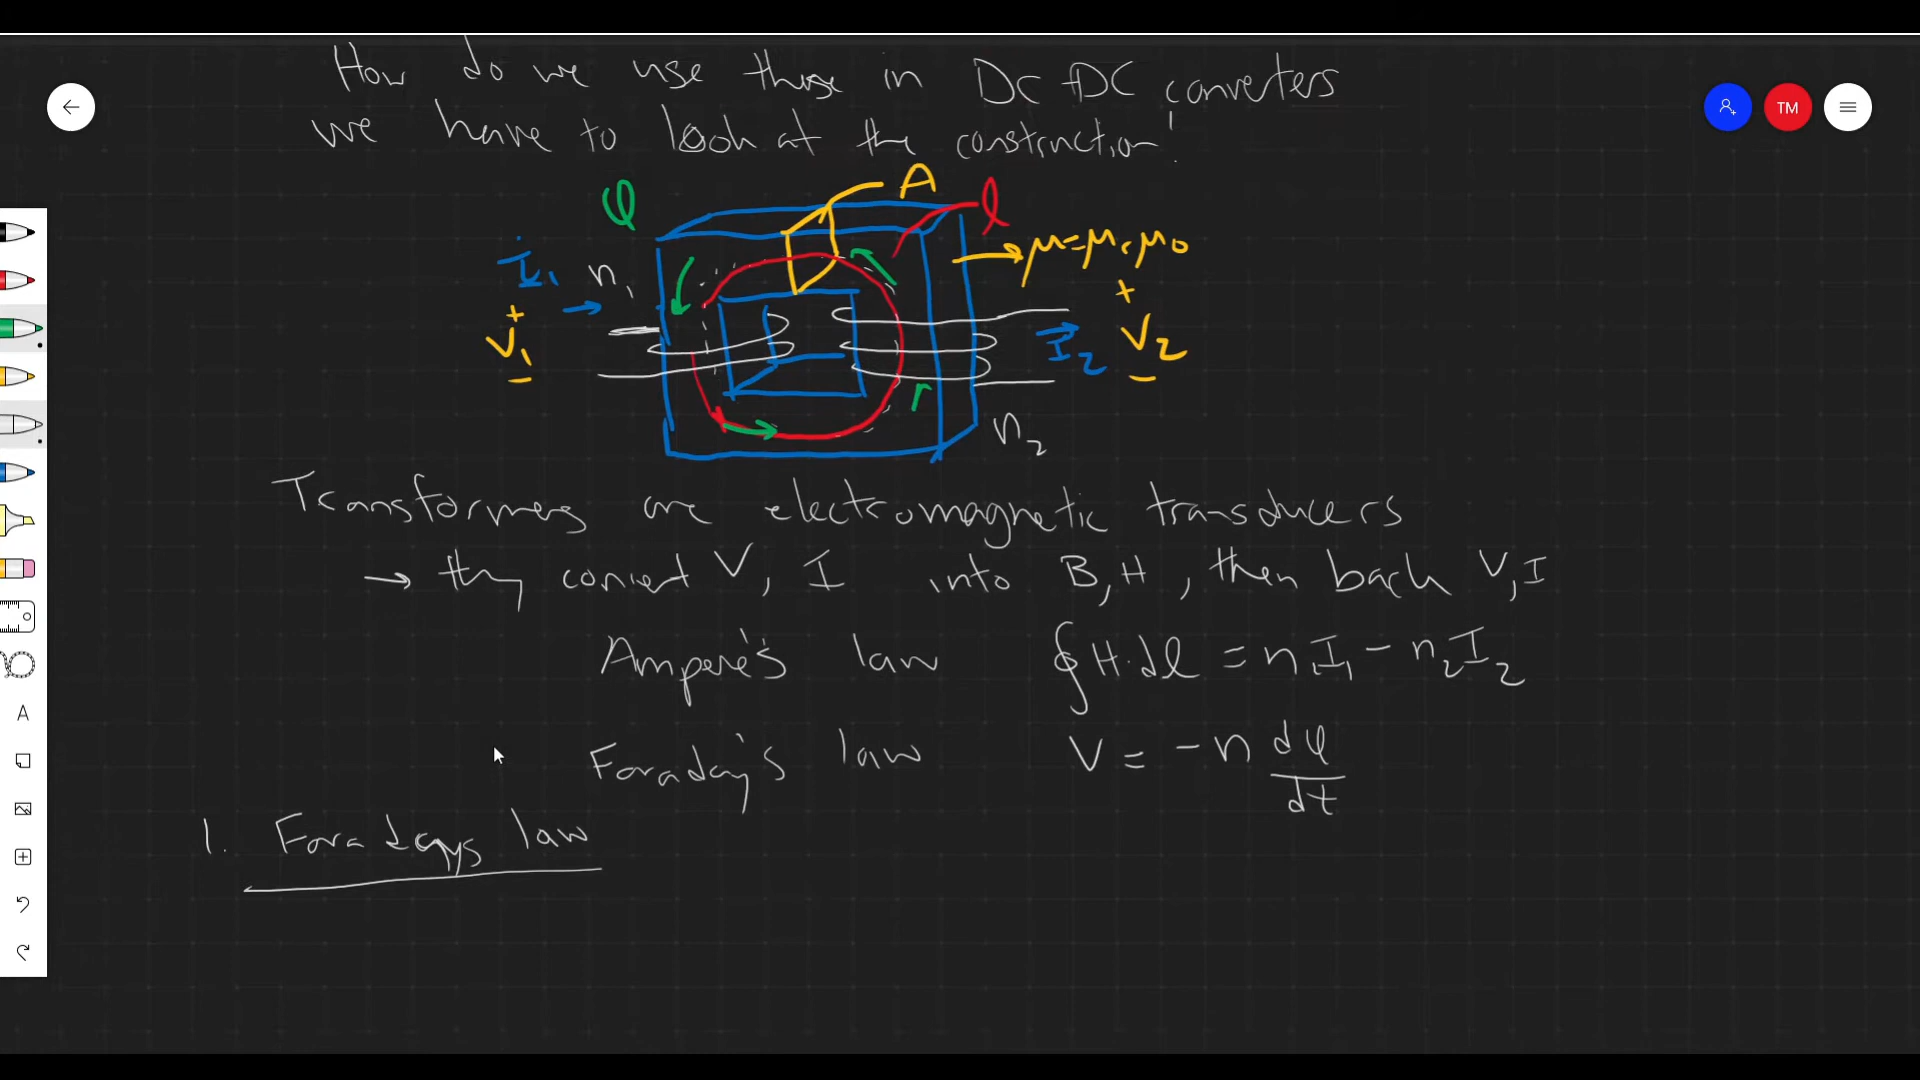 How do we use these in DC DC converters
we have to look at the construction!
φ
A
l
I₁
n₁
μ=μᵣμ₀
+
V₁
−
+
V₂
−
I₂
n₂
Transformers are electromagnetic transducers
→ they convert V, I into B, H, then back V, I
Ampere's law ∮H·dl = n₁I₁ − n₂I₂
Faraday's law V = −n dφ/dt
1. Faradays law
TM
A